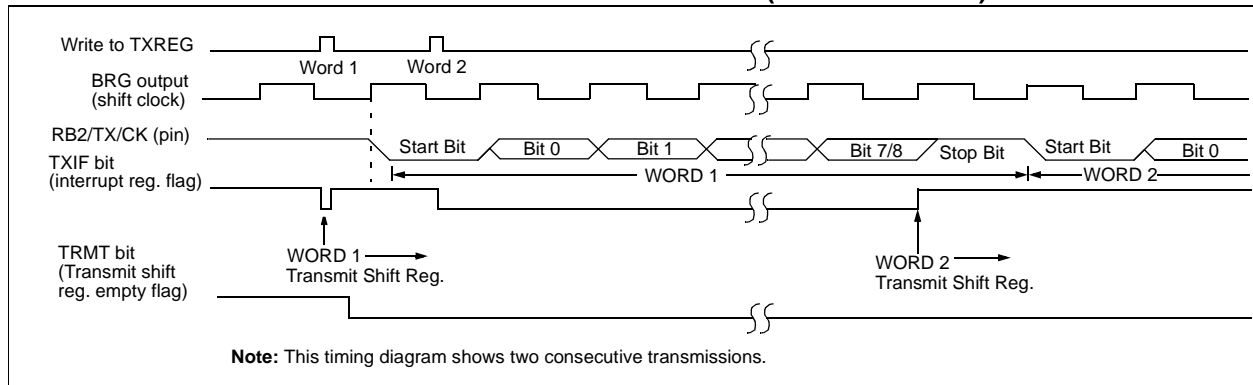 Write to TXREG
Word 1
Word 2
BRG output
(shift clock)
RB2/TX/CK (pin)
Start Bit
Bit 0
Bit 1
Bit 7/8
Stop Bit
Start Bit
Bit 0
TXIF bit
(interrupt reg. flag)
WORD 1
WORD 2
TRMT bit
(Transmit shift
reg. empty flag)
WORD 1
Transmit Shift Reg.
WORD 2
Transmit Shift Reg.
Note: This timing diagram shows two consecutive transmissions.